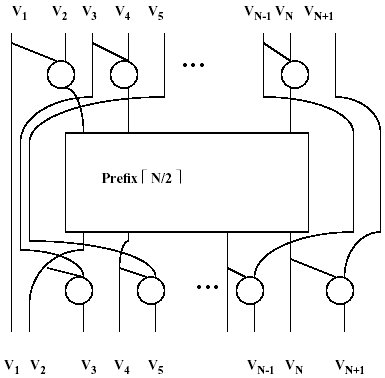 V1 V2 V3 V4 V5 VN-1 VN VN+1
...
Prefix ⌈ N/2 ⌉
...
V1 V2 V3 V4 V5 VN-1 VN VN+1